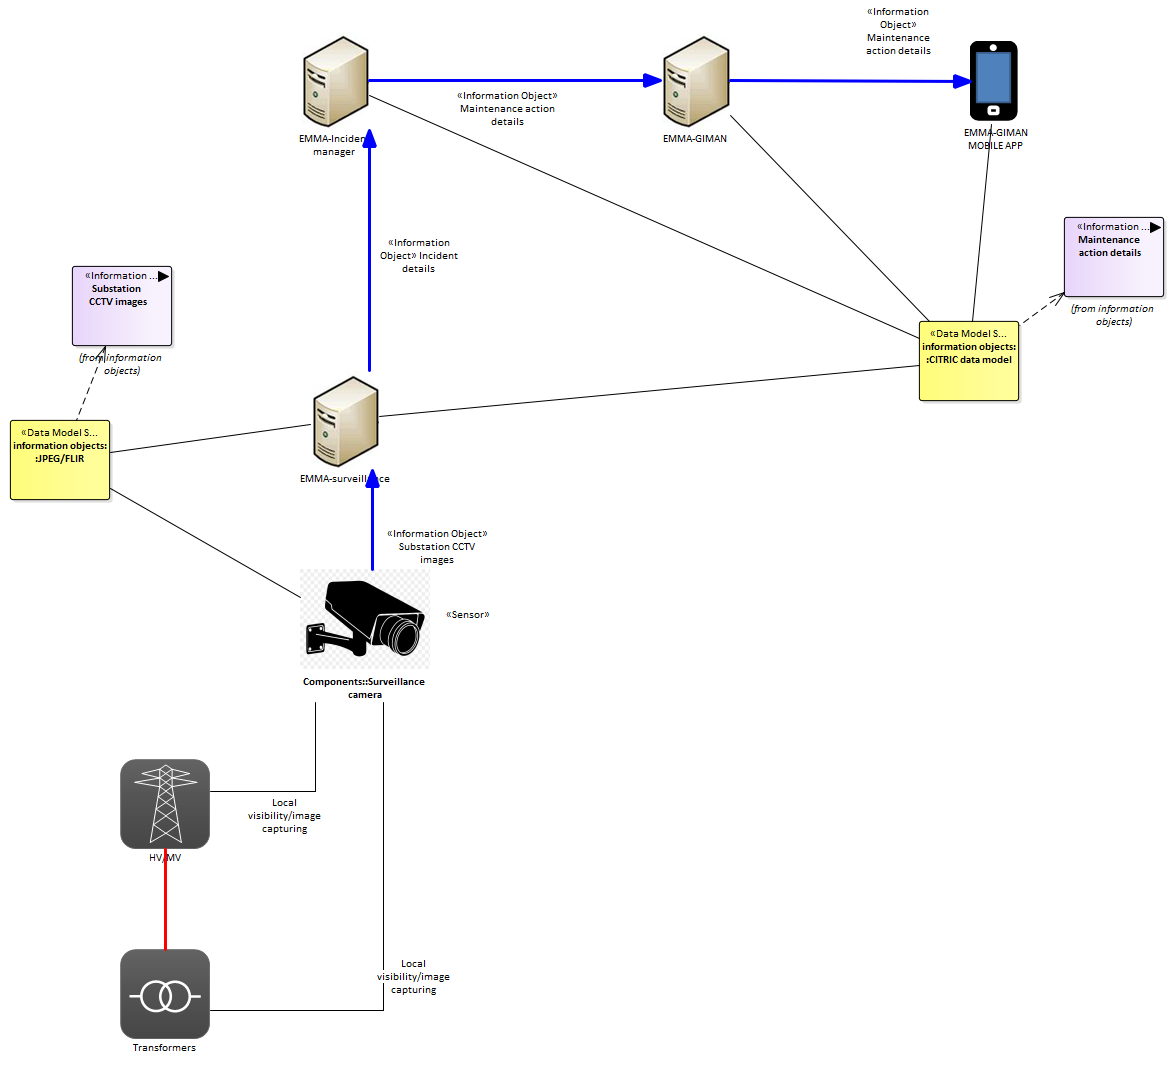 «Information
Object»
Maintenance
action details
«Information Object»
Maintenance action
details
EMMA-Inciden
manager
EMMA-GIMAN
EMMA-GIMAN
MOBILE APP
«Information ...
Maintenance
action details
(from information
objects)
«Information
Object» Incident
details
«Information ...
Substation
CCTV images
(from information
objects)
«Data Model S...
information objects:
:CITRIC data model
«Data Model S...
information objects:
:JPEG/FLIR
EMMA-surveillance
«Information Object»
Substation CCTV
images
«Sensor»
Components::Surveillance
camera
Local
visibility/image
capturing
HV/MV
Local
visibility/image
capturing
Transformers